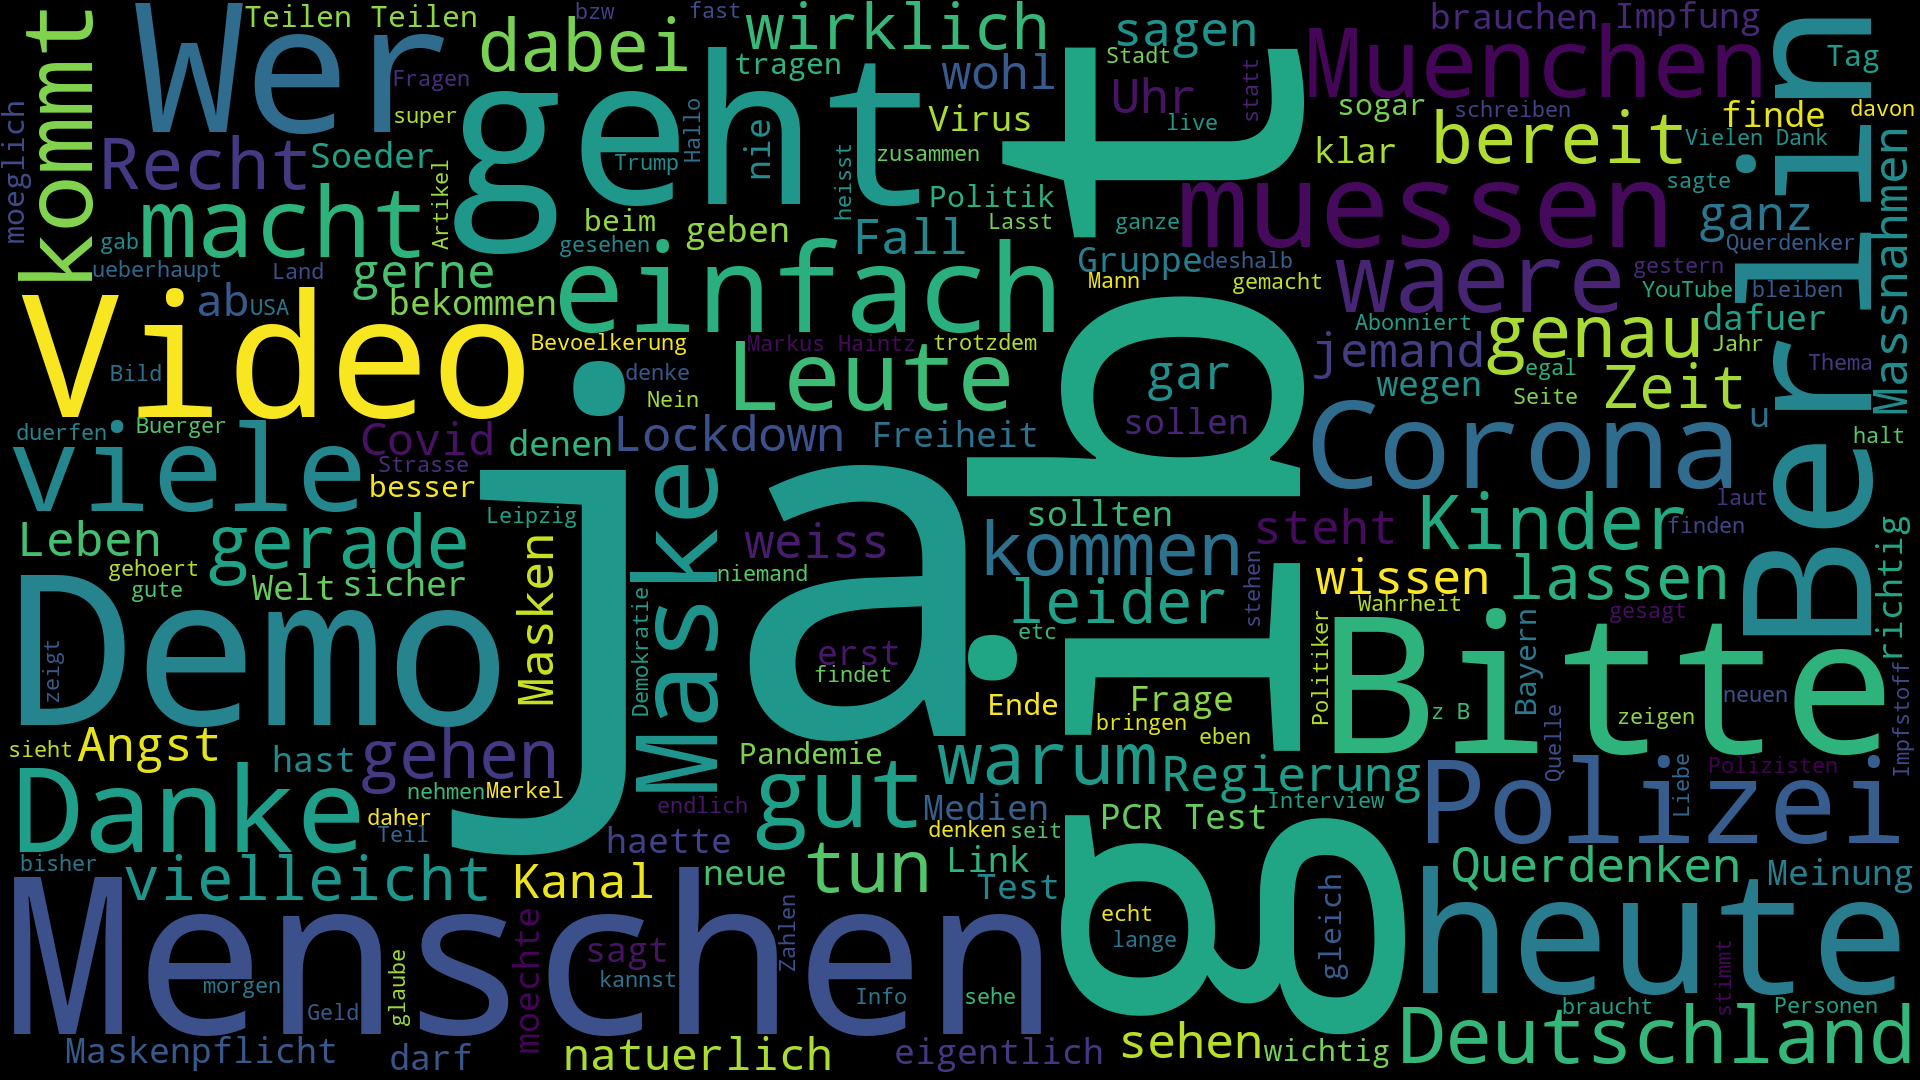 Teilen Teilen
bzw
fast
wirklich
sagen
brauchen
Impfung
kommt
Wer
dabei
geht
gibt
Muenchen
Berlin
Tag
Fragen
super
tragen
wohl
Stadt
Uhr
statt
sogar
schreiben
finde
davon
moeglich
Recht
Soeder
Artikel
Trump
Hallo
nie
Virus
live
zusammen
klar
bereit
Vielen Dank
Massnahmen
macht
heisst
Politik
Lasst
ganze
muessen
sagte
ganz
gab
beim
gesehen
geben
Fall
Querdenker
ueberhaupt
Land
gerne
einfach
Gruppe
deshalb
Mann
gemacht
waere
gestern
YouTube
bleiben
ab
USA
bekommen
Video
Bevoelkerung
Markus Haintz
trotzdem
Abonniert
genau
dafuer
Leute
jemand
Jahr
Thema
Bild
denke
Nein
gar
wegen
egal
Seite
Zeit
duerfen
Buerger
viele
Covid
denen
Lockdown
Freiheit
sollen
Corona
u
halt
Strasse
besser
ja
Maske
Leipzig
sollten
steht
Kinder
laut
finden
Leben
gerade
Masken
weiss
kommen
richtig
gehoert
gute
Welt
sicher
niemand
leider
stehen
wissen
lassen
Wahrheit
gesagt
Demo
zeigt
Demokratie
erst
findet
etc
Politiker
Bitte
Bayern
Ende
Frage
bringen
eben
z B
zeigen
neuen
Impfstoff
sieht
Angst
hast
gehen
Pandemie
warum
Regierung
Quelle
Polizei
Liebe
Polizisten
Danke
nehmen
Merkel
endlich
gut
Medien
Interview
daher
Teil
haette
denken
seit
PCR Test
bisher
vielleicht
Kanal
neue
tun
Link
Test
Querdenken
Meinung
Menschen
moechte
sagt
kannst
Zahlen
Info
sehe
echt
lange
gleich
heute
morgen
Geld
glaube
stimmt
braucht
Personen
Maskenpflicht
darf
natuerlich
eigentlich
sehen
wichtig
Deutschland